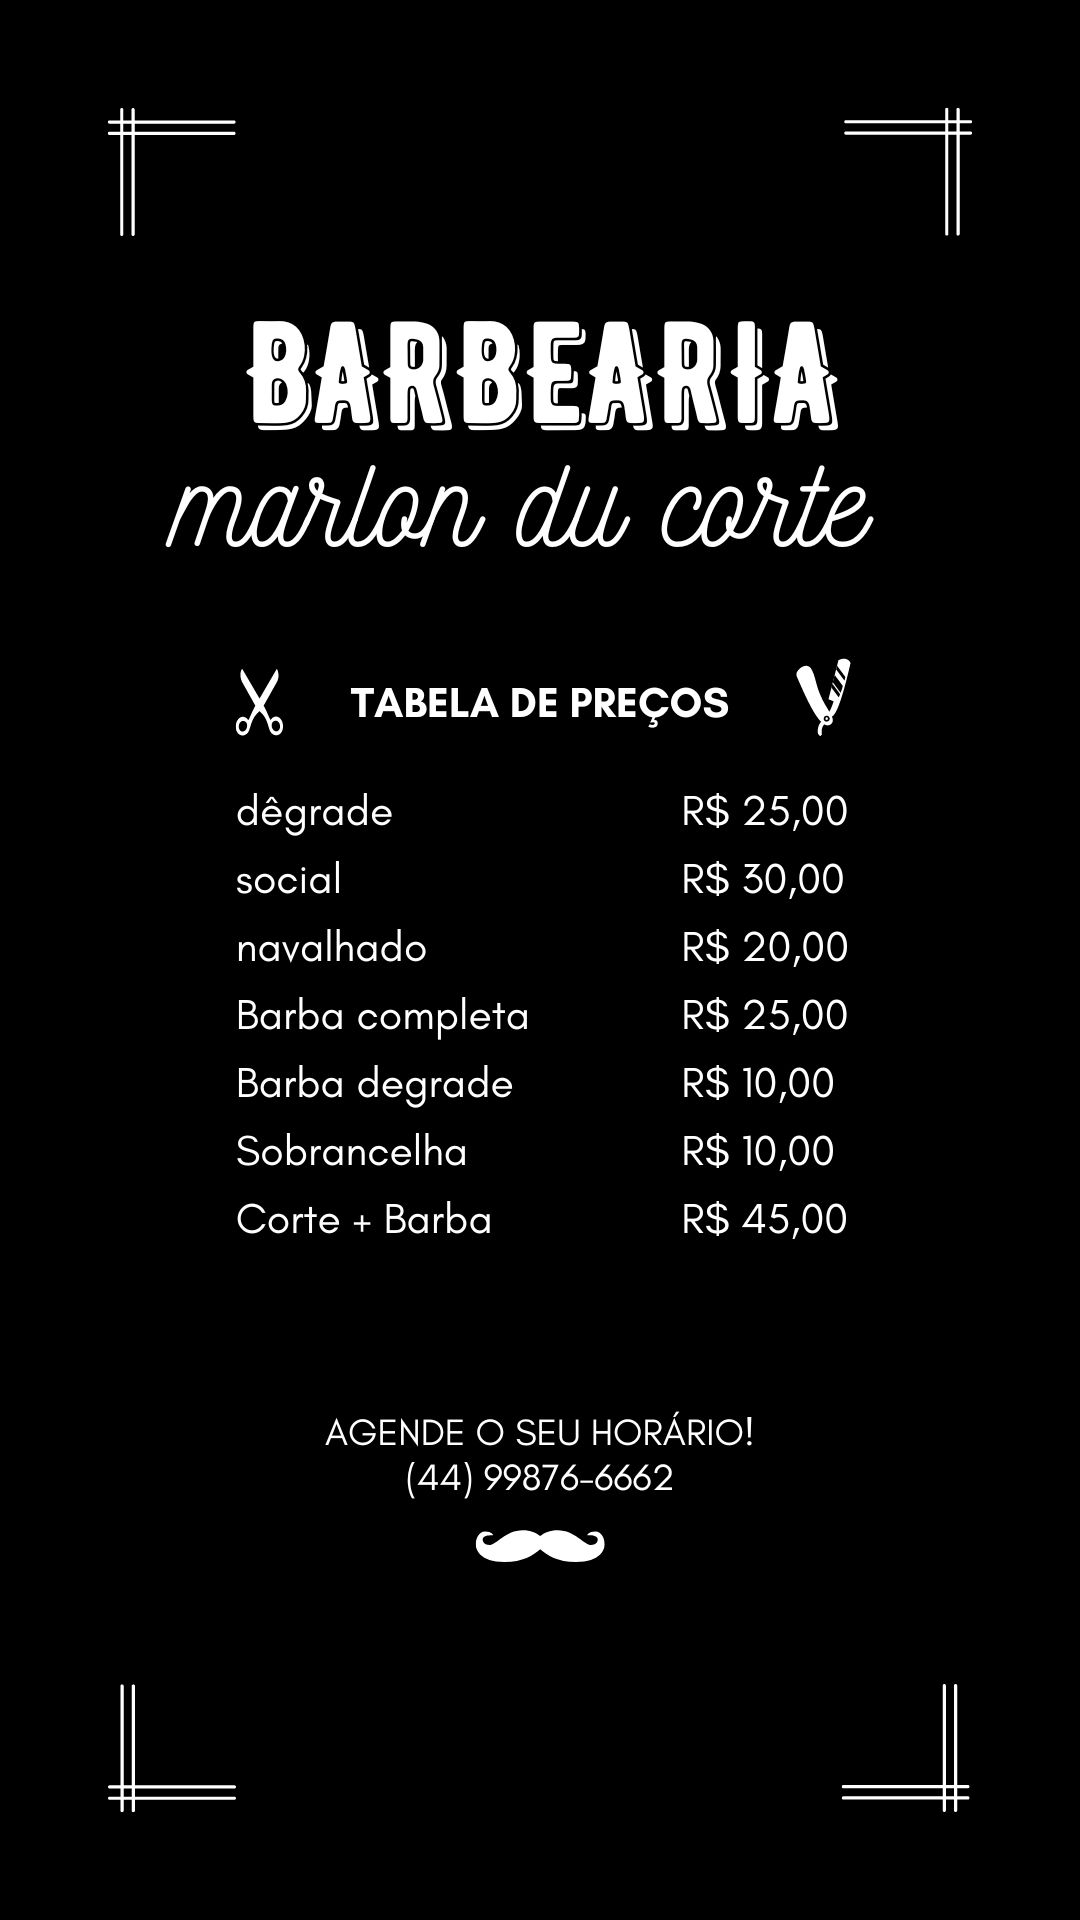 BARBEARIA
marlon du corte
TABELA DE PREÇOS
dêgrade R$ 25,00
social R$ 30,00
navalhado R$ 20,00
Barba completa R$ 25,00
Barba degrade R$ 10,00
Sobrancelha R$ 10,00
Corte + Barba R$ 45,00
AGENDE O SEU HORÁRIO!
(44) 99876-6662